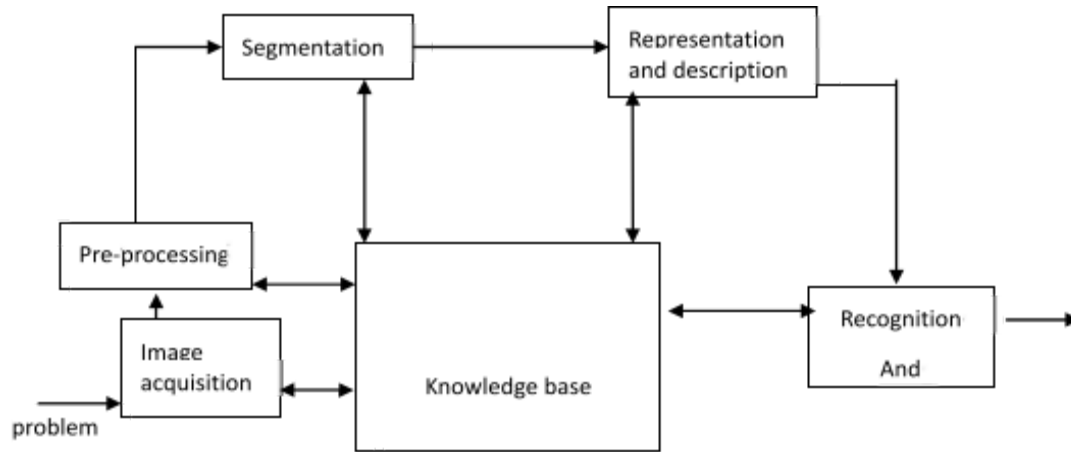 Segmentation
Representation
and description
Pre-processing
Image
acquisition
problem
Knowledge base
Recognition
And